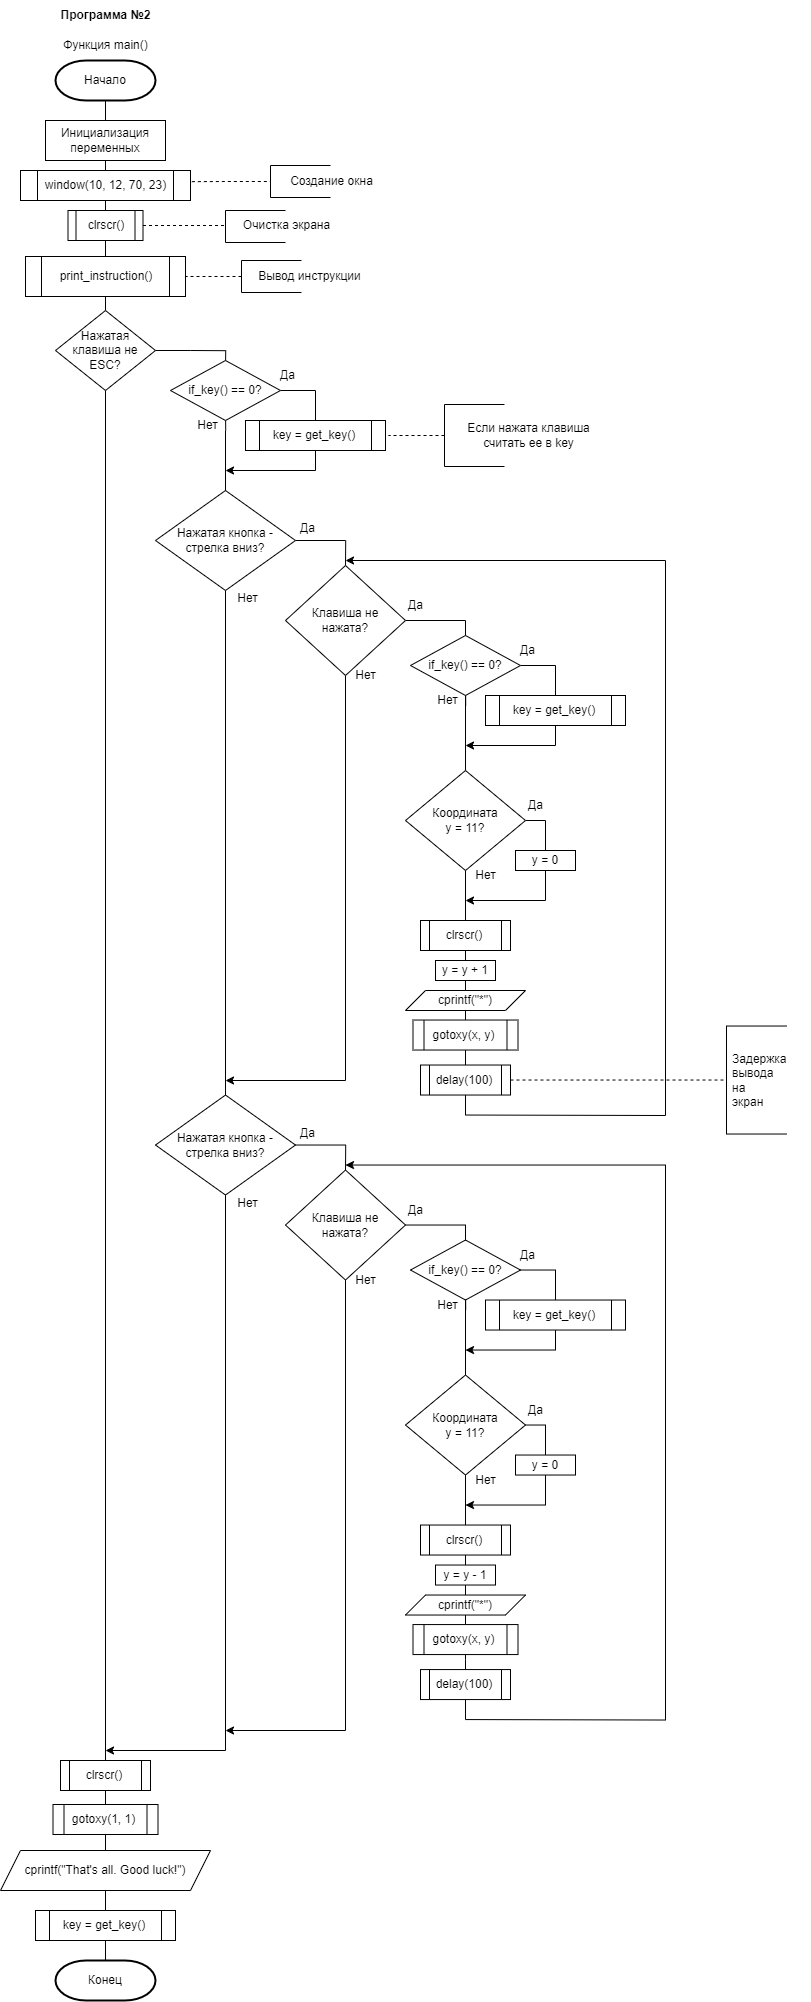 Программа №2
Функция main()
Начало
Инициализация
переменных
window(10, 12, 70, 23)
Создание окна
clrscr()
Очистка экрана
print_instruction()
Вывод инструкции
Нажатая
клавиша не
ESC?
if_key() == 0?
Да
Нет
key = get_key()
Если нажата клавиша
считать ее в key
Нажатая кнопка -
стрелка вниз?
Да
Нет
Клавиша не
нажата?
Да
Нет
if_key() == 0?
Да
Нет
key = get_key()
Координата
y = 11?
Да
y = 0
Нет
clrscr()
y = y + 1
cprintf("*")
gotoxy(x, y)
delay(100)
Задержка
вывода
на
экран
Нажатая кнопка -
стрелка вниз?
Да
Нет
Клавиша не
нажата?
Да
Нет
if_key() == 0?
Да
Нет
key = get_key()
Координата
y = 11?
Да
y = 0
Нет
clrscr()
y = y - 1
cprintf("*")
gotoxy(x, y)
delay(100)
clrscr()
gotoxy(1, 1)
cprintf("That's all. Good luck!")
key = get_key()
Конец